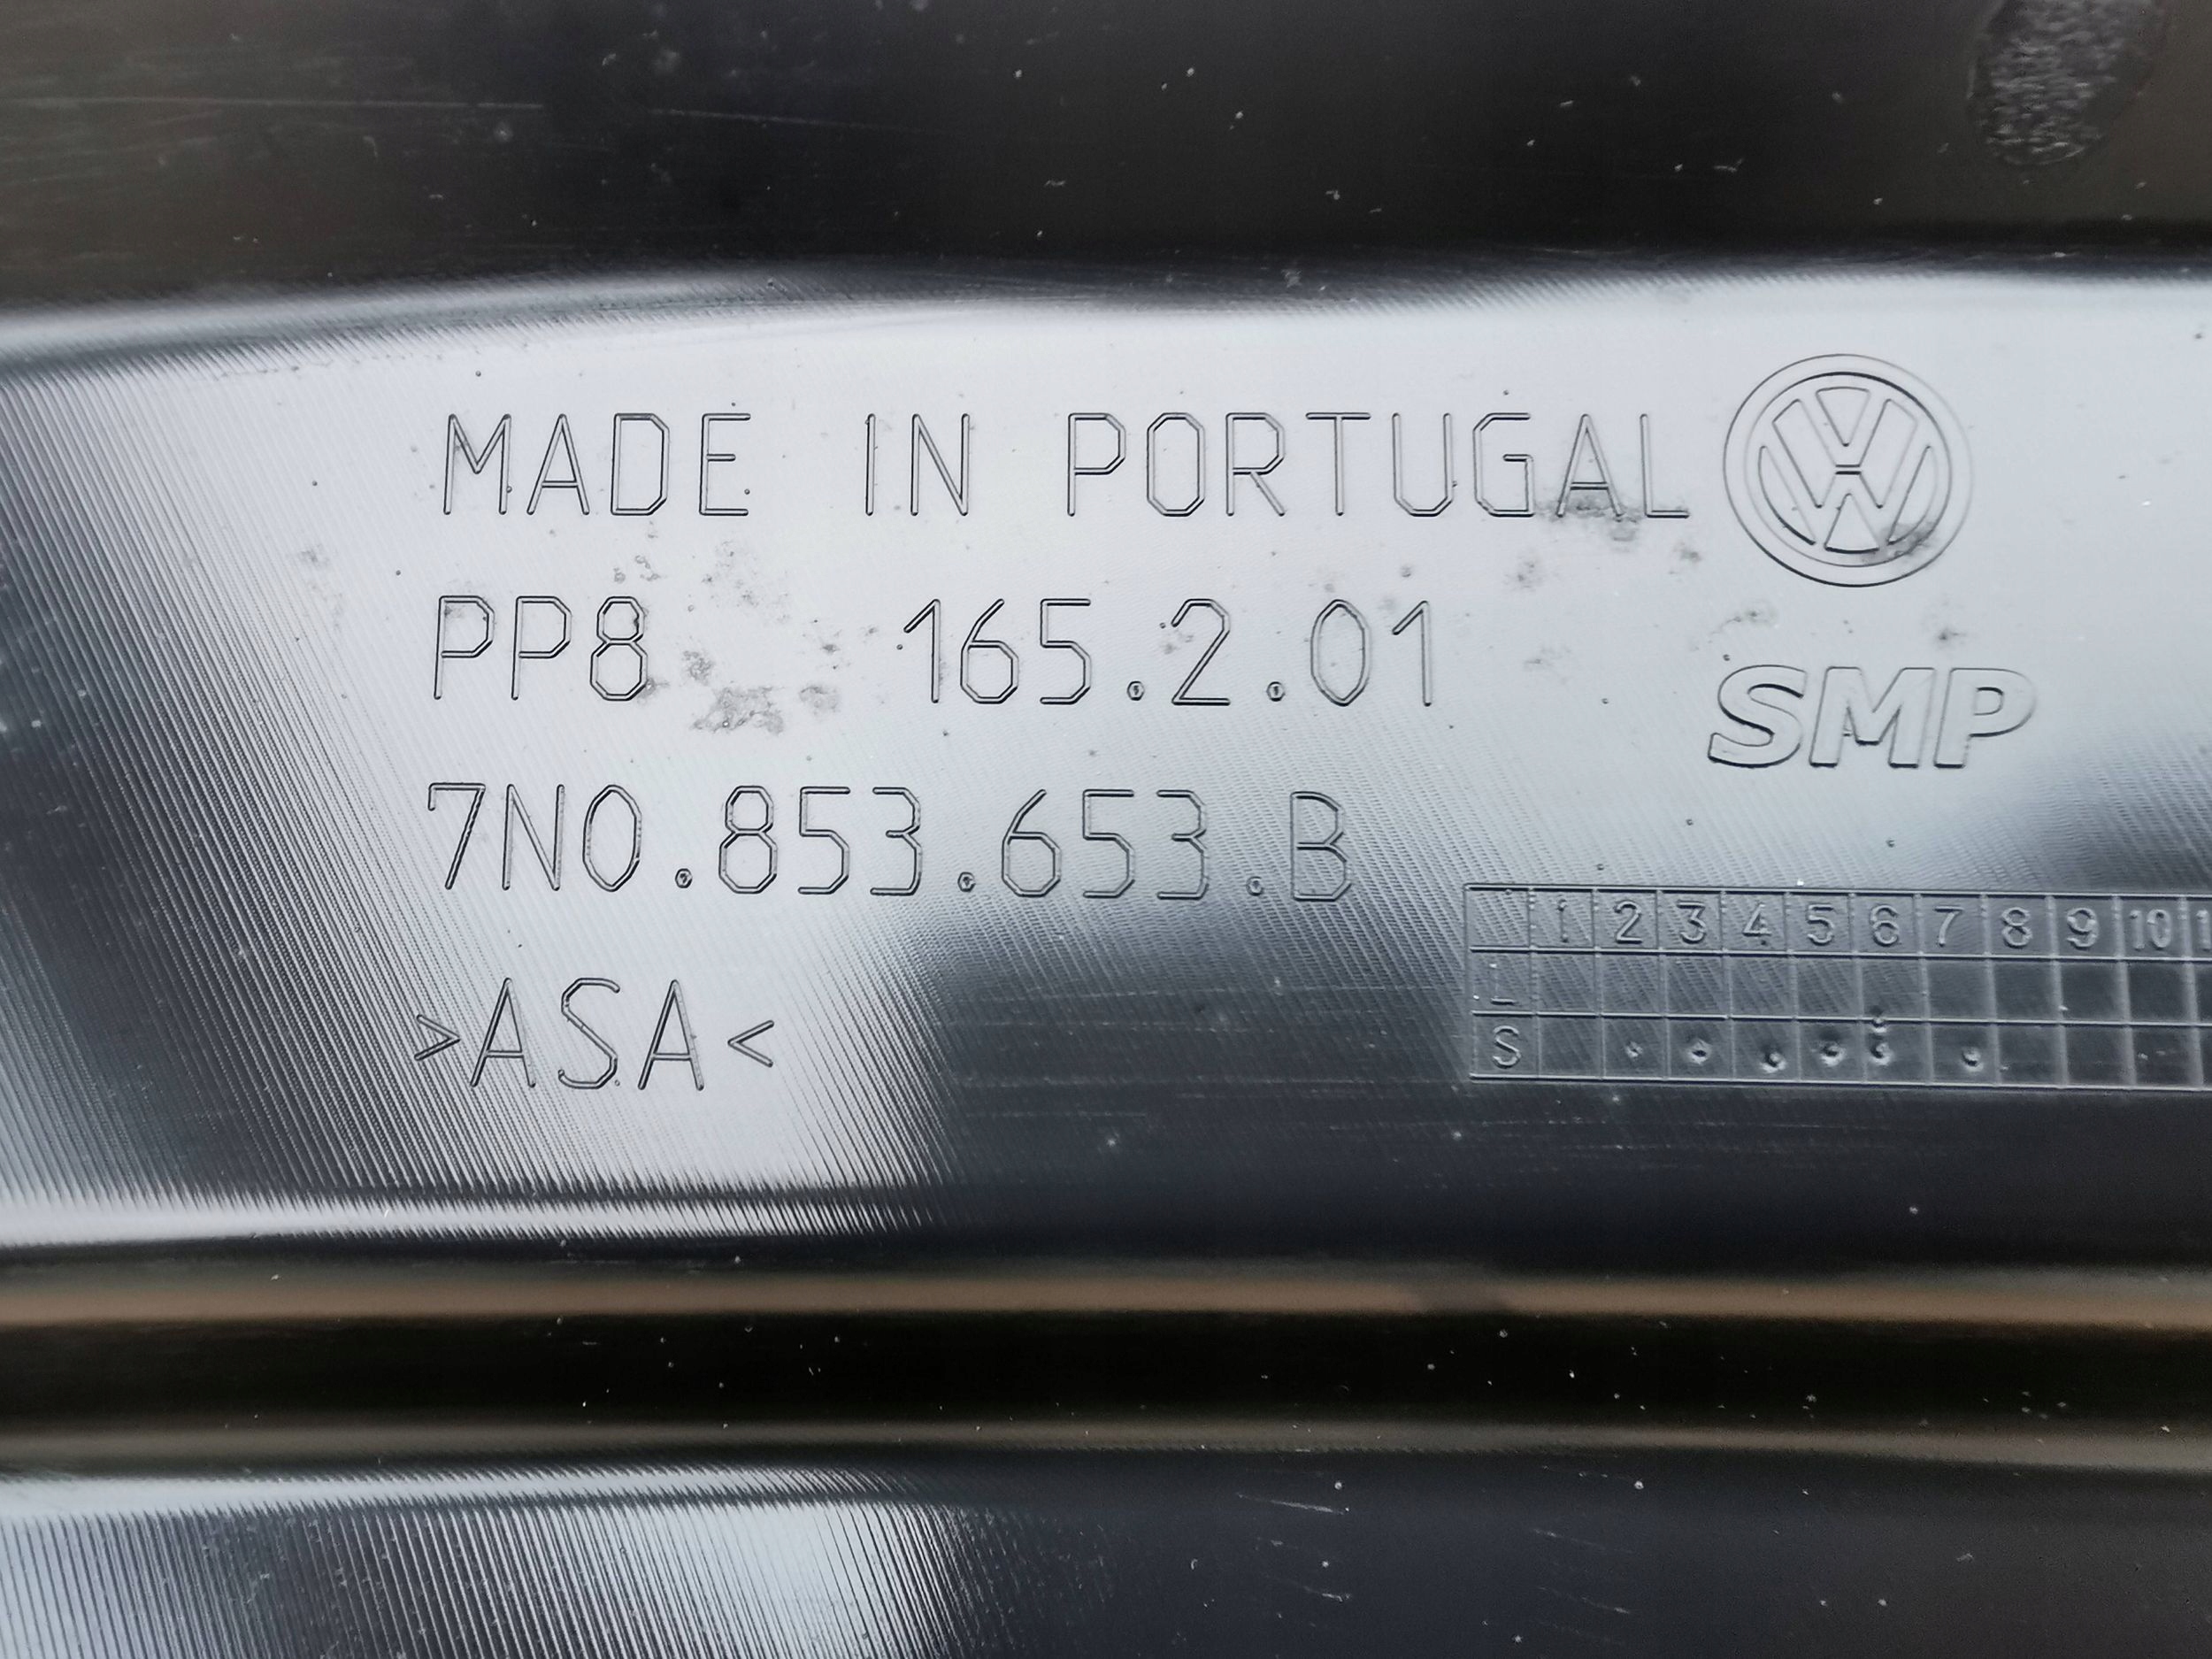 MADE IN PORTUGAL
PP8 165.2.01
SMP
7N0.853.653.B
>ASA<
1 2 3 4 5 6 7 8 9 10
L
S